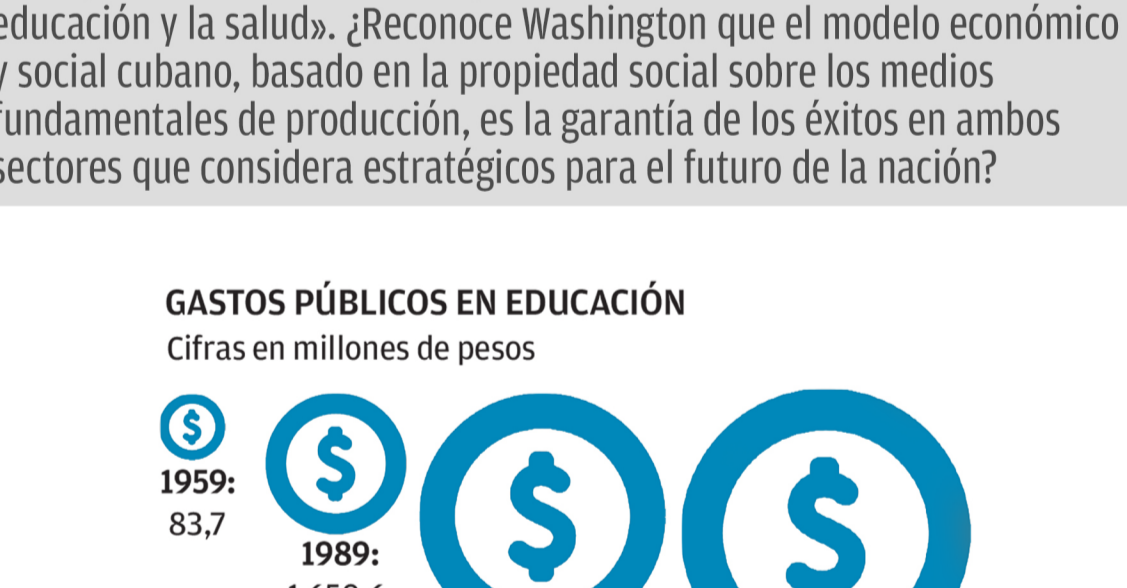 educación y la salud». ¿Reconoce Washington que el modelo económico
y social cubano, basado en la propiedad social sobre los medios
fundamentales de producción, es la garantía de los éxitos en ambos
sectores que considera estratégicos para el futuro de la nación?
GASTOS PÚBLICOS EN EDUCACIÓN
Cifras en millones de pesos
$
$
$
$
1959:
83,7
1989: